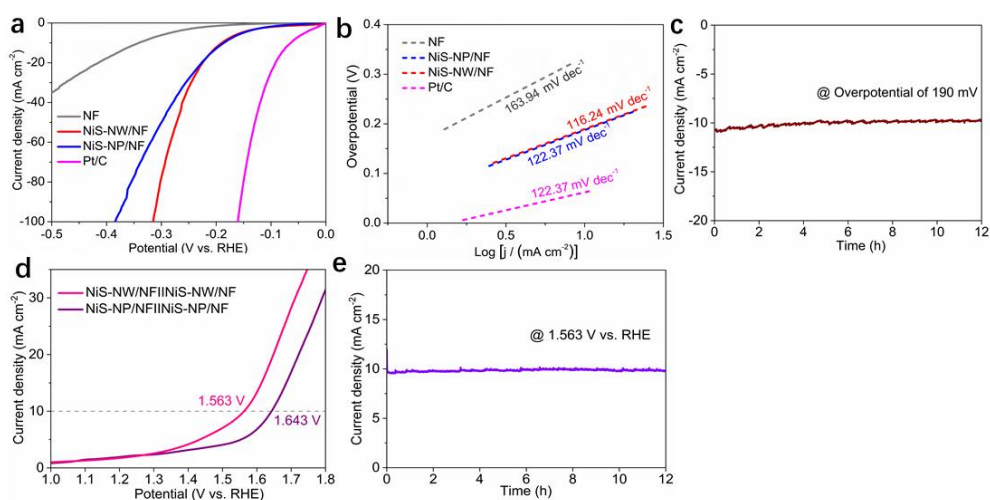 a
0
-20
-40
-60
-80
-100
Current density (mA cm⁻²)
NF
NiS-NW/NF
NiS-NP/NF
Pt/C
-0.5
-0.4
-0.3
-0.2
-0.1
0.0
Potential (V vs. RHE)
b
0.4
0.3
0.2
0.1
0.0
Overpotential (V)
NF
NiS-NP/NF
NiS-NW/NF
Pt/C
163.94 mV dec⁻¹
116.24 mV dec⁻¹
122.37 mV dec⁻¹
122.37 mV dec⁻¹
0.0
0.5
1.0
1.5
Log [j / (mA cm⁻²)]
c
0
-5
-10
-15
-20
Current density (mA cm⁻²)
@ Overpotential of 190 mV
0
2
4
6
8
10
12
Time (h)
d
30
20
10
0
Current density (mA cm⁻²)
NiS-NW/NFIINiS-NW/NF
NiS-NP/NFIINiS-NP/NF
1.563 V
1.643 V
1.0
1.1
1.2
1.3
1.4
1.5
1.6
1.7
1.8
Potential (V vs. RHE)
e
20
15
10
5
0
Current density (mA cm⁻²)
@ 1.563 V vs. RHE
0
2
4
6
8
10
12
Time (h)